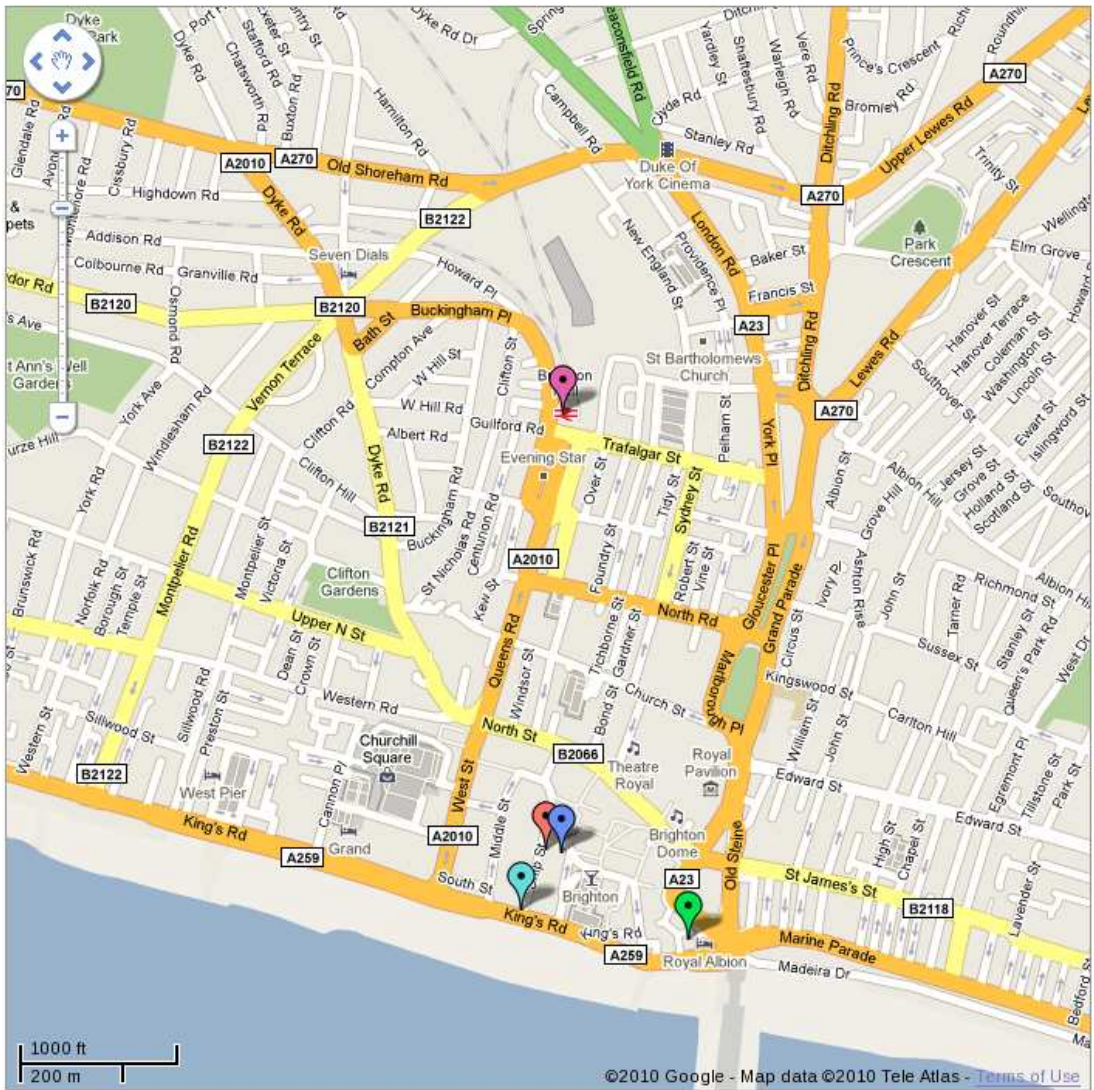 Dyke Rd Dr
Dyke Rd
Stafford Rd
Chatsworth Rd
Buxton Rd
Hamilton Rd
Beaconsfield Rd
Campbell Rd
Clyde Rd
Yardley St
Shaftesbury Rd
Warleigh Rd
Vere Rd
Prince's Crescent
Bromley Rd
Stanley Rd
Ditchling Rd
Upper Lewes Rd
A270
A270
A2010
A270
Old Shoreham Rd
Glendale Rd
Cissbury Rd
Highdown Rd
Duke Of
York Cinema
A270
Trinity St
Park
Crescent
Elm Grove
Dyke Rd
B2122
Addison Rd
Colbourne Rd
Granville Rd
Seven Dials
Howard Pl
New England St
Providence Pl
London Rd
Baker St
Francis St
B2120
B2120
Buckingham Pl
Osmond Rd
Bath St
Compton Ave
W Hill St
Clifton St
A23
Ditchling Rd
Lewes Rd
Hanover St
Hanover Terrace
Coleman St
Washington St
Lincoln St
Southover St
Ewart St
Islingword St
St Bartholomews
Church
York Ave
Vernon Terrace
Windlesham Rd
Clifton Rd
W Hill Rd
Albert Rd
Guilford Rd
A270
Pelham St
York Pl
B2122
Trafalgar St
Evening Star
Dyke Rd
Clifton Hill
York Rd
Over St
Tidy St
Sydney St
Albion St
Albion Hill
Grove Hill
Jersey St
Grove St
Holland St
Scotland St
B2121
Buckingham Rd
St Nicholas Rd
Centurion Rd
A2010
Brunswick Rd
Norfolk Rd
Borough St
Temple St
Montpelier Rd
Montpelier St
Victoria St
Clifton
Gardens
Kew St
Foundry St
Robert St
Vine St
North Rd
Gloucester Pl
Grand Parade
Ivory Pl
Ashton Rise
John St
Tarner Rd
Richmond St
Sussex St
Stanley St
Queen's Park Rd
Upper N St
Dean St
Crown St
Queens Rd
Tichborne St
Gardner St
Circus St
Windsor St
Bond St
Church St
Marlborough Pl
Kingswood St
Carlton Hill
Western Rd
Western St
Sillwood St
Sillwood Rd
Preston St
North St
B2066
Churchill
Square
Theatre
Royal
Royal
Pavilion
William St
John St
Edward St
Edward St
Egremont Pl
Tillstone St
Park St
B2122
West Pier
Cannon Pl
West St
Middle St
King's Rd
A259
Grand
A2010
Brighton
Dome
Old Steine
High St
Chapel St
South St
Brighton
A23
St James's St
B2118
Lavender St
King's Rd
A259
Royal Albion
Marine Parade
Madeira Dr
Bedford St
1000 ft
200 m
©2010 Google - Map data ©2010 Tele Atlas - Terms of Use